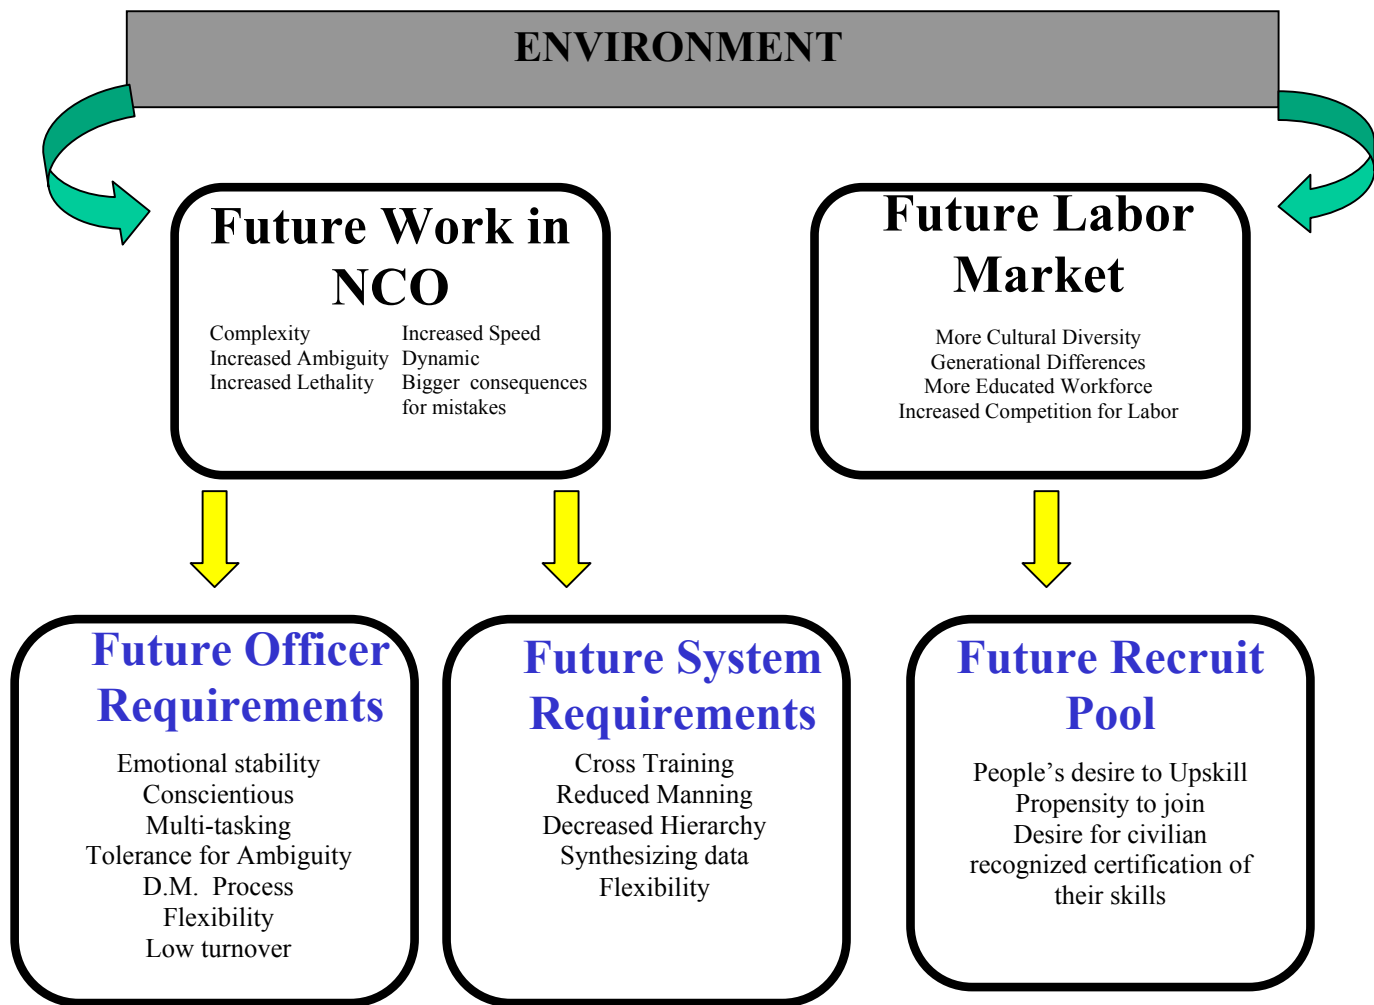 ENVIRONMENT
Future Work in
NCO
Complexity
Increased Ambiguity
Increased Lethality
Increased Speed
Dynamic
Bigger consequences
for mistakes
Future Labor
Market
More Cultural Diversity
Generational Differences
More Educated Workforce
Increased Competition for Labor
Future Officer
Requirements
Emotional stability
Conscientious
Multi-tasking
Tolerance for Ambiguity
D.M. Process
Flexibility
Low turnover
Future System
Requirements
Cross Training
Reduced Manning
Decreased Hierarchy
Synthesizing data
Flexibility
Future Recruit
Pool
People’s desire to Upskill
Propensity to join
Desire for civilian
recognized certification of
their skills